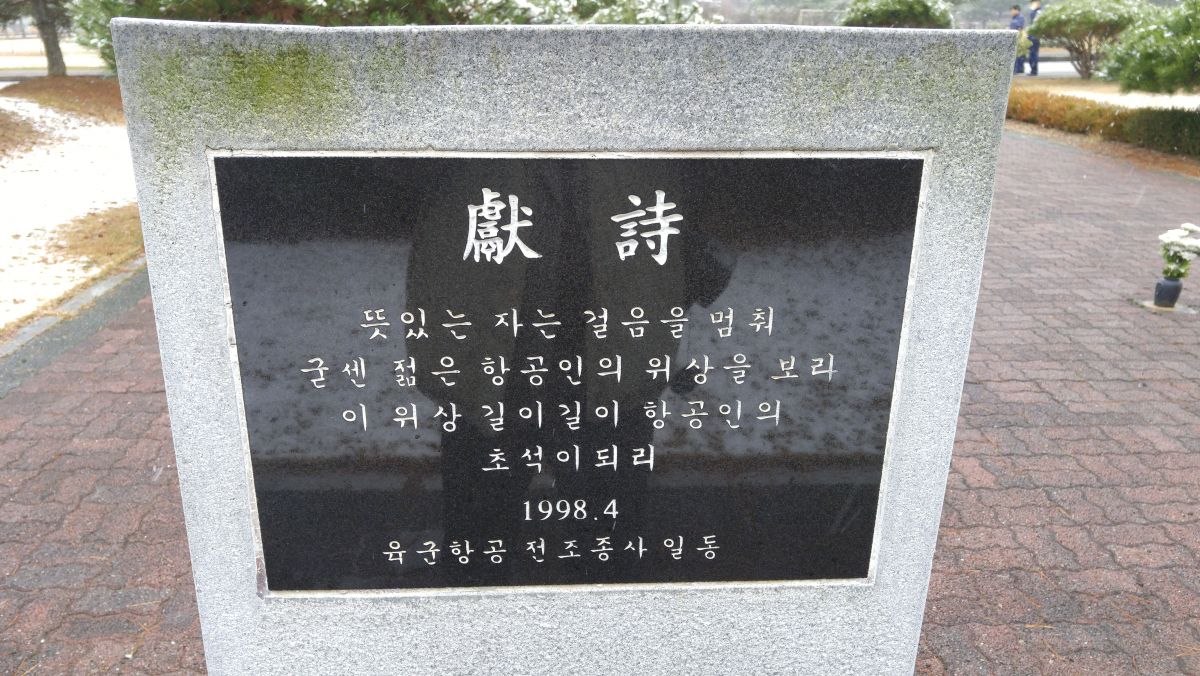 獻 詩
뜻있는 자는 걸음을 멈춰
굳센 젊은 항공인의 위상을 보라
이 위상 길이길이 항공인의
초석이되리
1998.4
육군항공 전조종사일동